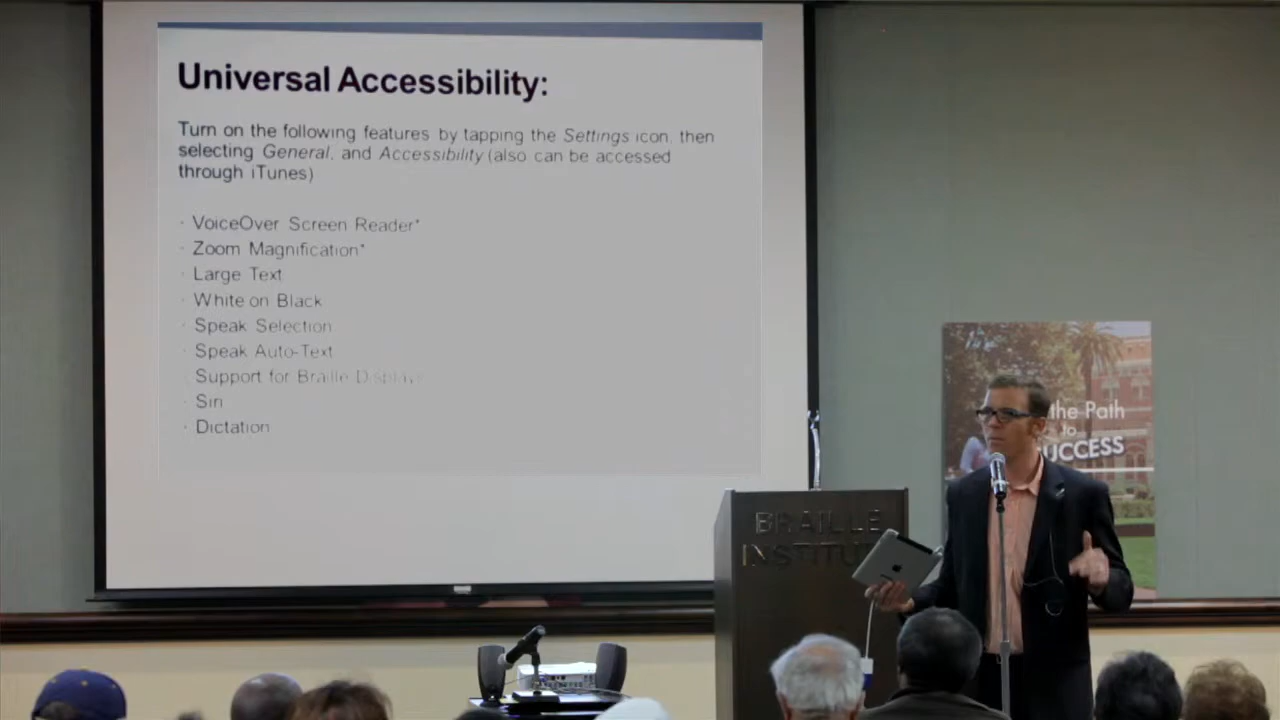 Universal Accessibility:
Turn on the following features by tapping the Settings icon, then
selecting General, and Accessibility (also can be accessed
through iTunes)
· VoiceOver Screen Reader*
· Zoom Magnification*
· Large Text
· White on Black
· Speak Selection
· Speak Auto-Text
Support for Braille Displays
· Siri
· Dictation
the Path
to
UCCESS
BRAILLE
INSTITU